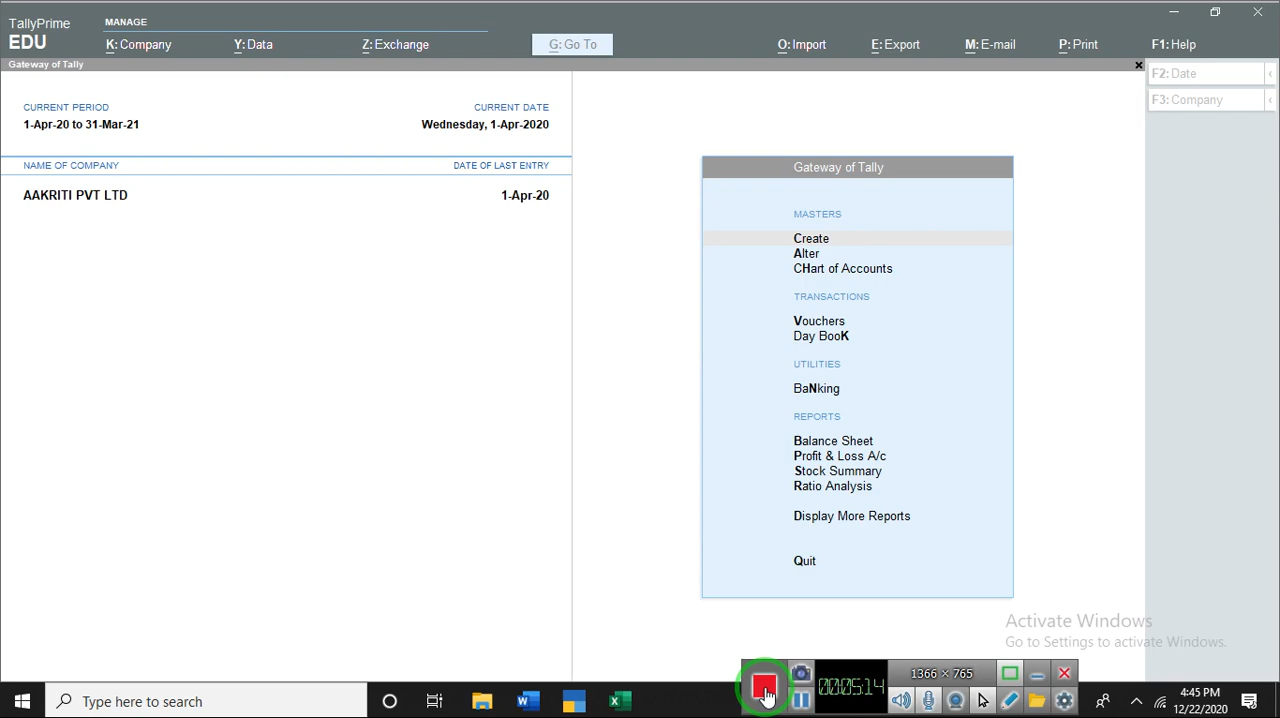 TallyPrime
EDU
MANAGE
K: Company
Y: Data
Z: Exchange
G: Go To
O: Import
E: Export
M: E-mail
P: Print
F1: Help
Gateway of Tally
F2: Date
F3: Company
CURRENT PERIOD
CURRENT DATE
1-Apr-20 to 31-Mar-21
Wednesday, 1-Apr-2020
NAME OF COMPANY
DATE OF LAST ENTRY
AAKRITI PVT LTD
1-Apr-20
Gateway of Tally
MASTERS
Create
Alter
CHart of Accounts
TRANSACTIONS
Vouchers
Day BooK
UTILITIES
BaNking
REPORTS
Balance Sheet
Profit & Loss A/c
Stock Summary
Ratio Analysis
Display More Reports
Quit
Activate Windows
Go to Settings to activate Windows.
000:05:14
1366 × 765
Type here to search
4:45 PM
12/22/2020